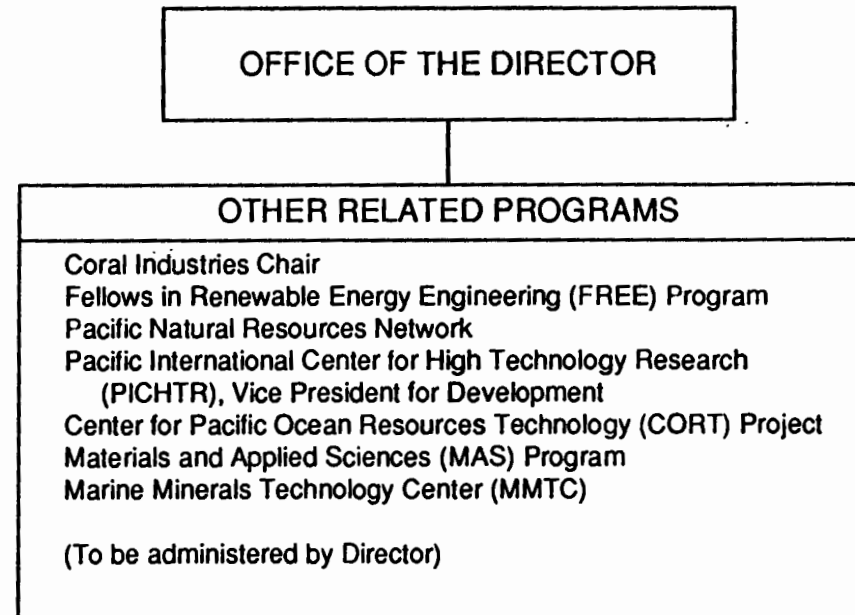 OFFICE OF THE DIRECTOR
OTHER RELATED PROGRAMS
Coral Industries Chair
Fellows in Renewable Energy Engineering (FREE) Program
Pacific Natural Resources Network
Pacific International Center for High Technology Research
(PICHTR), Vice President for Development
Center for Pacific Ocean Resources Technology (CORT) Project
Materials and Applied Sciences (MAS) Program
Marine Minerals Technology Center (MMTC)
(To be administered by Director)